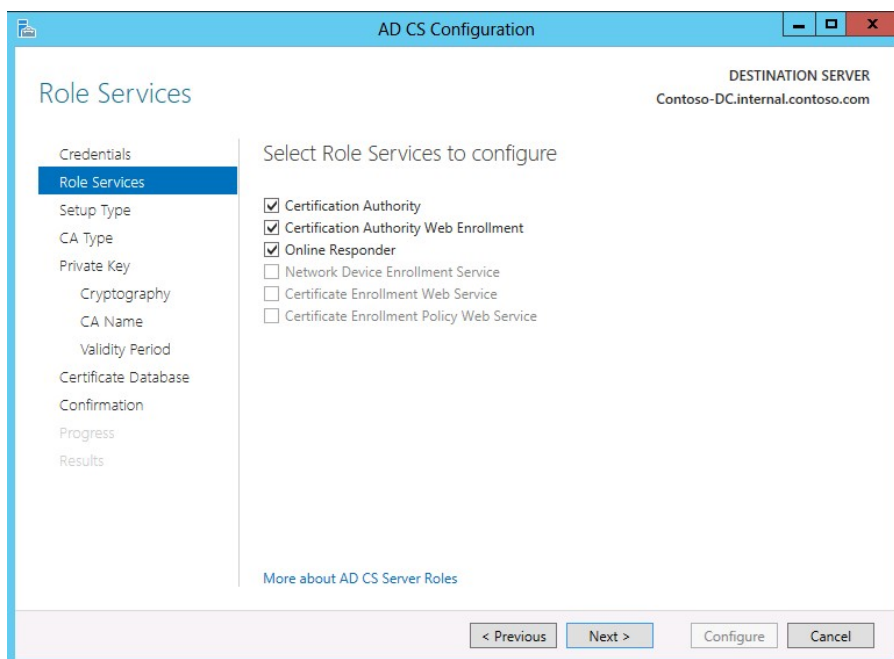 AD CS Configuration
Role Services
DESTINATION SERVER
Contoso-DC.internal.contoso.com
Credentials
Role Services
Setup Type
CA Type
Private Key
Cryptography
CA Name
Validity Period
Certificate Database
Confirmation
Progress
Results
Select Role Services to configure
Certification Authority
Certification Authority Web Enrollment
Online Responder
Network Device Enrollment Service
Certificate Enrollment Web Service
Certificate Enrollment Policy Web Service
More about AD CS Server Roles
< Previous
Next >
Configure
Cancel